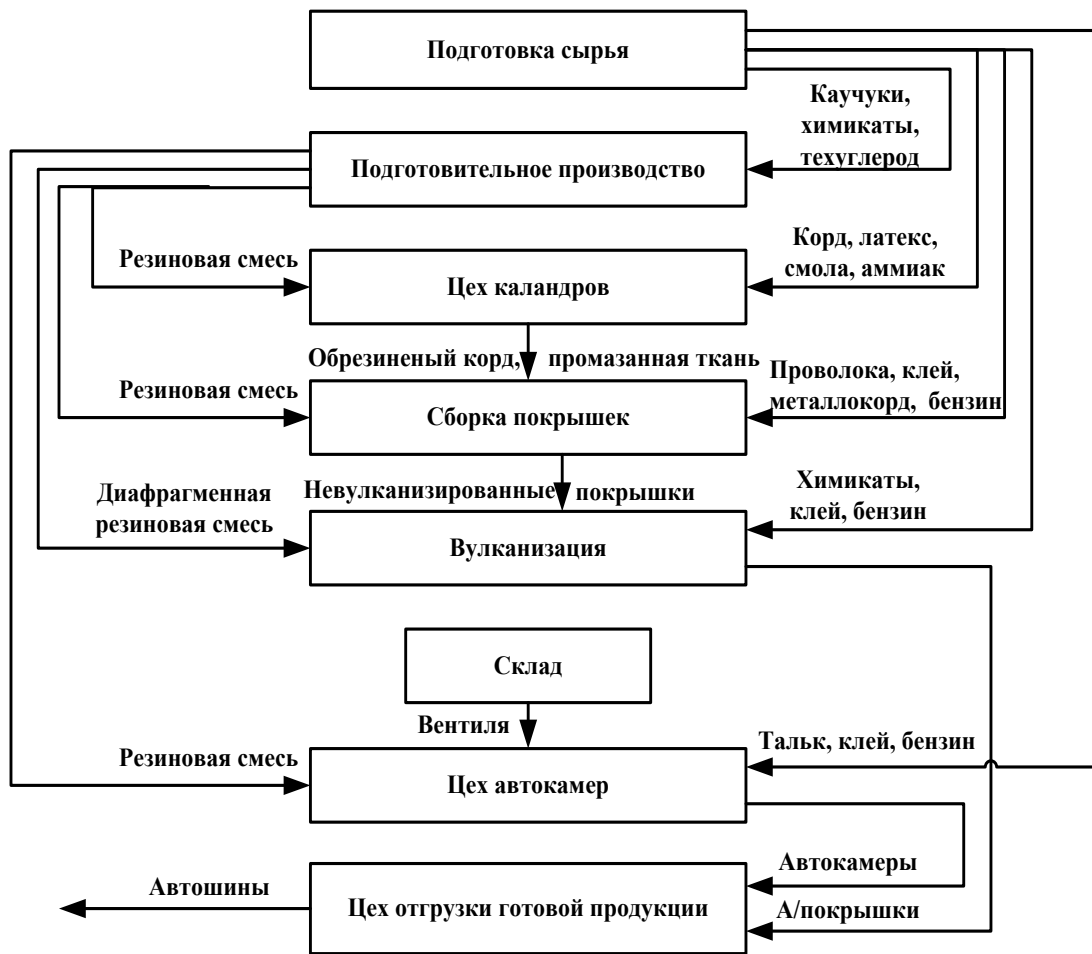 Подготовка сырья
Каучуки,
химикаты,
техуглерод
Подготовительное производство
Корд, латекс,
смола, аммиак
Резиновая смесь
Цех каландров
Обрезиненый корд, промазанная ткань
Проволока, клей,
металлокорд, бензин
Резиновая смесь
Сборка покрышек
Невулканизированные покрышки
Химикаты,
клей, бензин
Диафрагменная
резиновая смесь
Вулканизация
Склад
Вентиля
Тальк, клей, бензин
Резиновая смесь
Цех автокамер
Автокамеры
Автошины
Цех отгрузки готовой продукции
А/покрышки